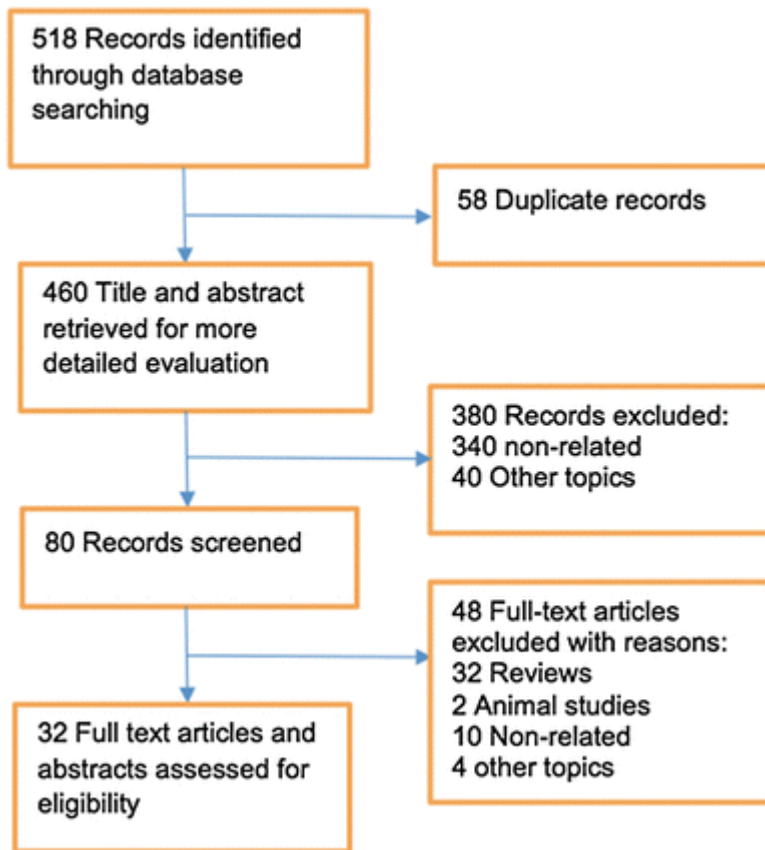 518 Records identified
through database
searching
58 Duplicate records
460 Title and abstract
retrieved for more
detailed evaluation
380 Records excluded:
340 non-related
40 Other topics
80 Records screened
48 Full-text articles
excluded with reasons:
32 Reviews
2 Animal studies
10 Non-related
4 other topics
32 Full text articles and
abstracts assessed for
eligibility